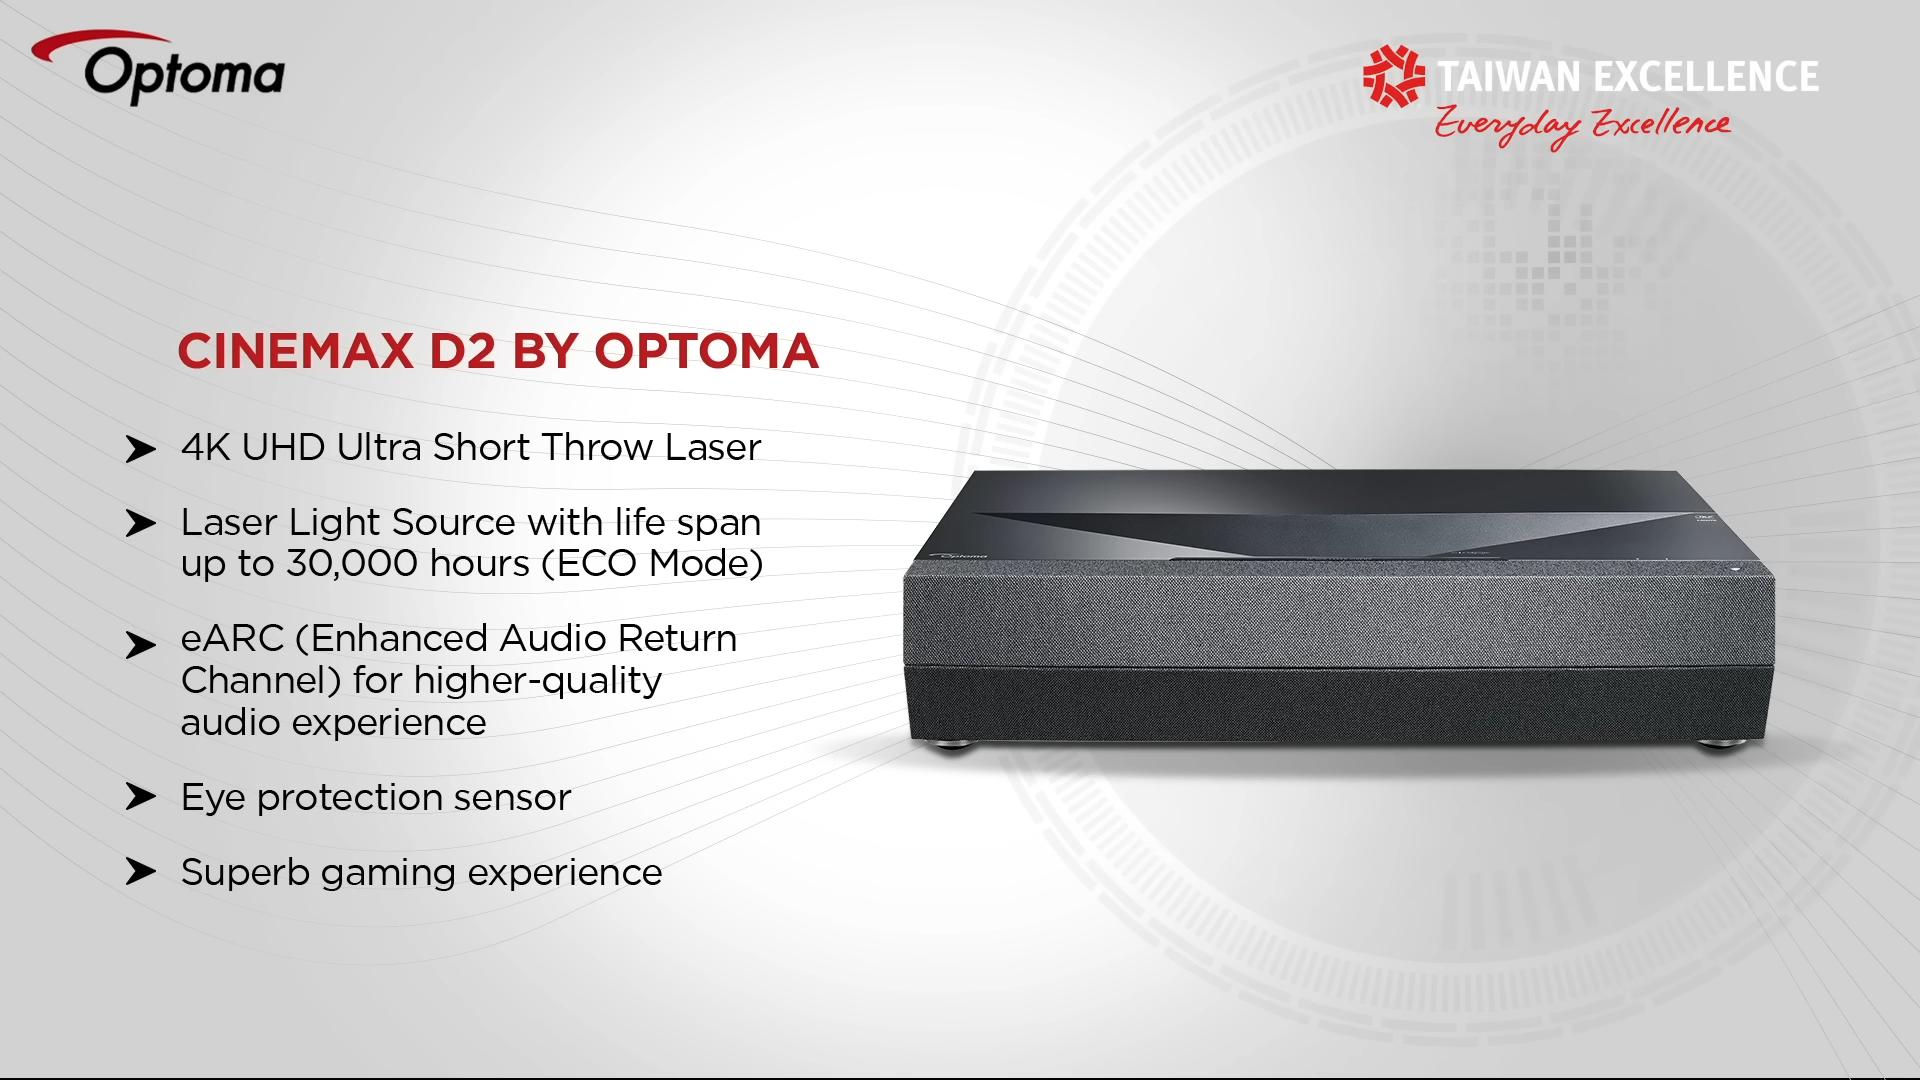 Optoma
TAIWAN EXCELLENCE
Everyday Excellence
CINEMAX D2 BY OPTOMA
4K UHD Ultra Short Throw Laser
Laser Light Source with life span
up to 30,000 hours (ECO Mode)
eARC (Enhanced Audio Return
Channel) for higher-quality
audio experience
Eye protection sensor
Superb gaming experience
Optoma